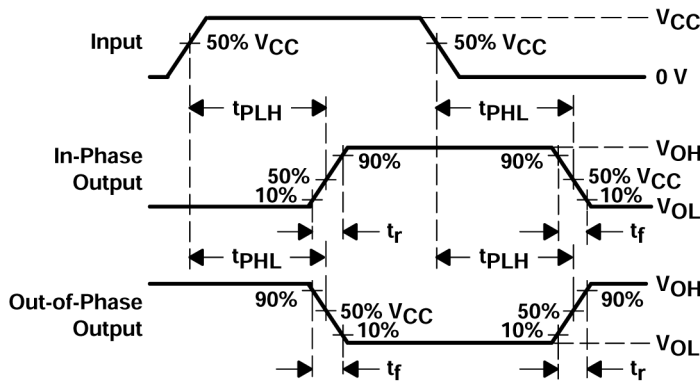 VCC
Input
50% VCC
50% VCC
0 V
tPLH
tPHL
In-Phase
Output
VOH
90%
90%
50%
50% VCC
10%
10%
VOL
tr
tf
tPHL
tPLH
Out-of-Phase
Output
VOH
90%
90%
50% VCC
50%
10%
10%
VOL
tf
tr